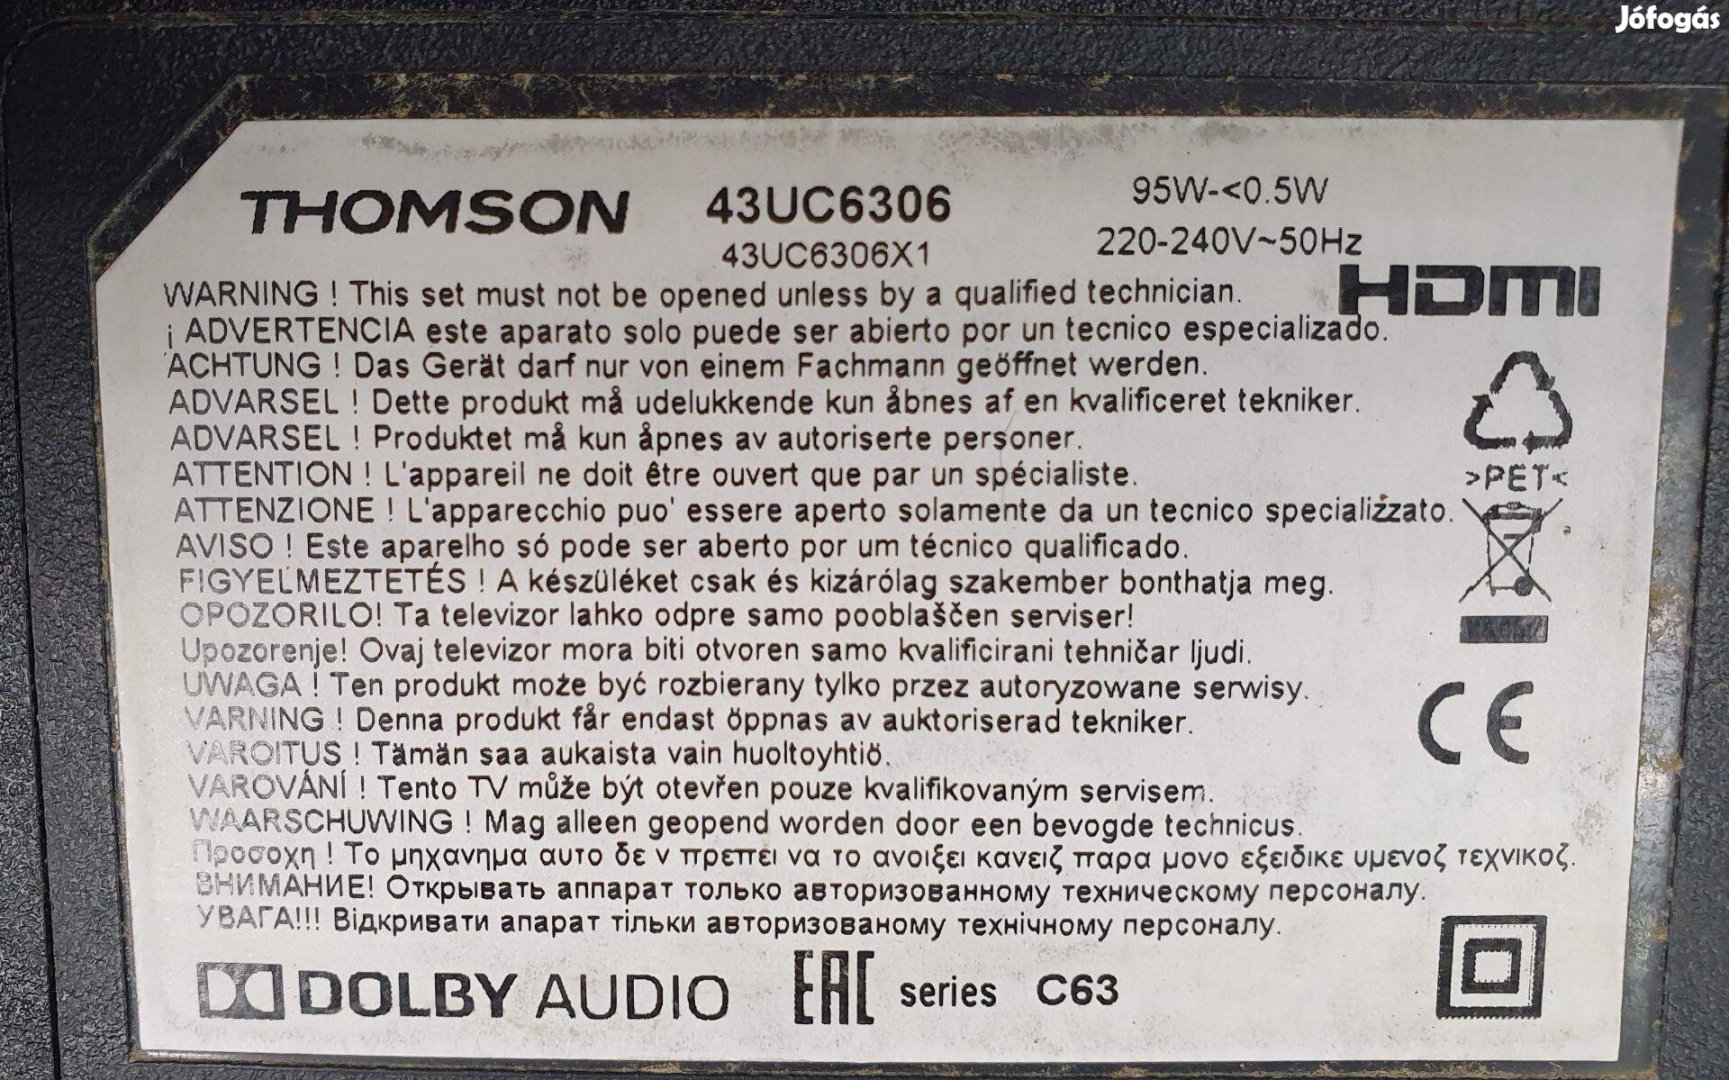 Jófogás
THOMSON 43UC6306 95W-<0.5W
43UC6306X1 220-240V~50Hz
HDMI
WARNING ! This set must not be opened unless by a qualified technician.
¡ ADVERTENCIA este aparato solo puede ser abierto por un tecnico especializado.
ACHTUNG ! Das Gerät darf nur von einem Fachmann geöffnet werden.
ADVARSEL ! Dette produkt må udelukkende kun åbnes af en kvalificeret tekniker.
ADVARSEL ! Produktet må kun åpnes av autoriserte personer.
ATTENTION ! L'appareil ne doit être ouvert que par un spécialiste.
>PET<
ATTENZIONE ! L'apparecchio puo' essere aperto solamente da un tecnico specializzato.
AVISO ! Este aparelho só pode ser aberto por um técnico qualificado.
FIGYELMEZTETÉS ! A készüléket csak és kizárólag szakember bonthatja meg.
OPOZORILO! Ta televizor lahko odpre samo pooblaščen serviser!
Upozorenje! Ovaj televizor mora biti otvoren samo kvalificirani tehničar ljudi.
UWAGA ! Ten produkt może być rozbierany tylko przez autoryzowane serwisy.
VARNING ! Denna produkt får endast öppnas av auktoriserad tekniker.
CE
VAROITUS ! Tämän saa aukaista vain huoltoyhtiö.
VAROVÁNÍ ! Tento TV může být otevřen pouze kvalifikovaným servisem.
WAARSCHUWING ! Mag alleen geopend worden door een bevogde technicus.
Προσοχη ! Το μηχανημα αυτο δε ν πρεπει να το ανοιξει κανειζ παρα μονο εξειδικε υμενοζ τεχνικοζ.
ВНИМАНИЕ! Открывать аппарат только авторизованному техническому персоналу.
УВАГА!!! Відкривати апарат тільки авторизованому технічному персоналу.
DOLBY AUDIO EAC series C63